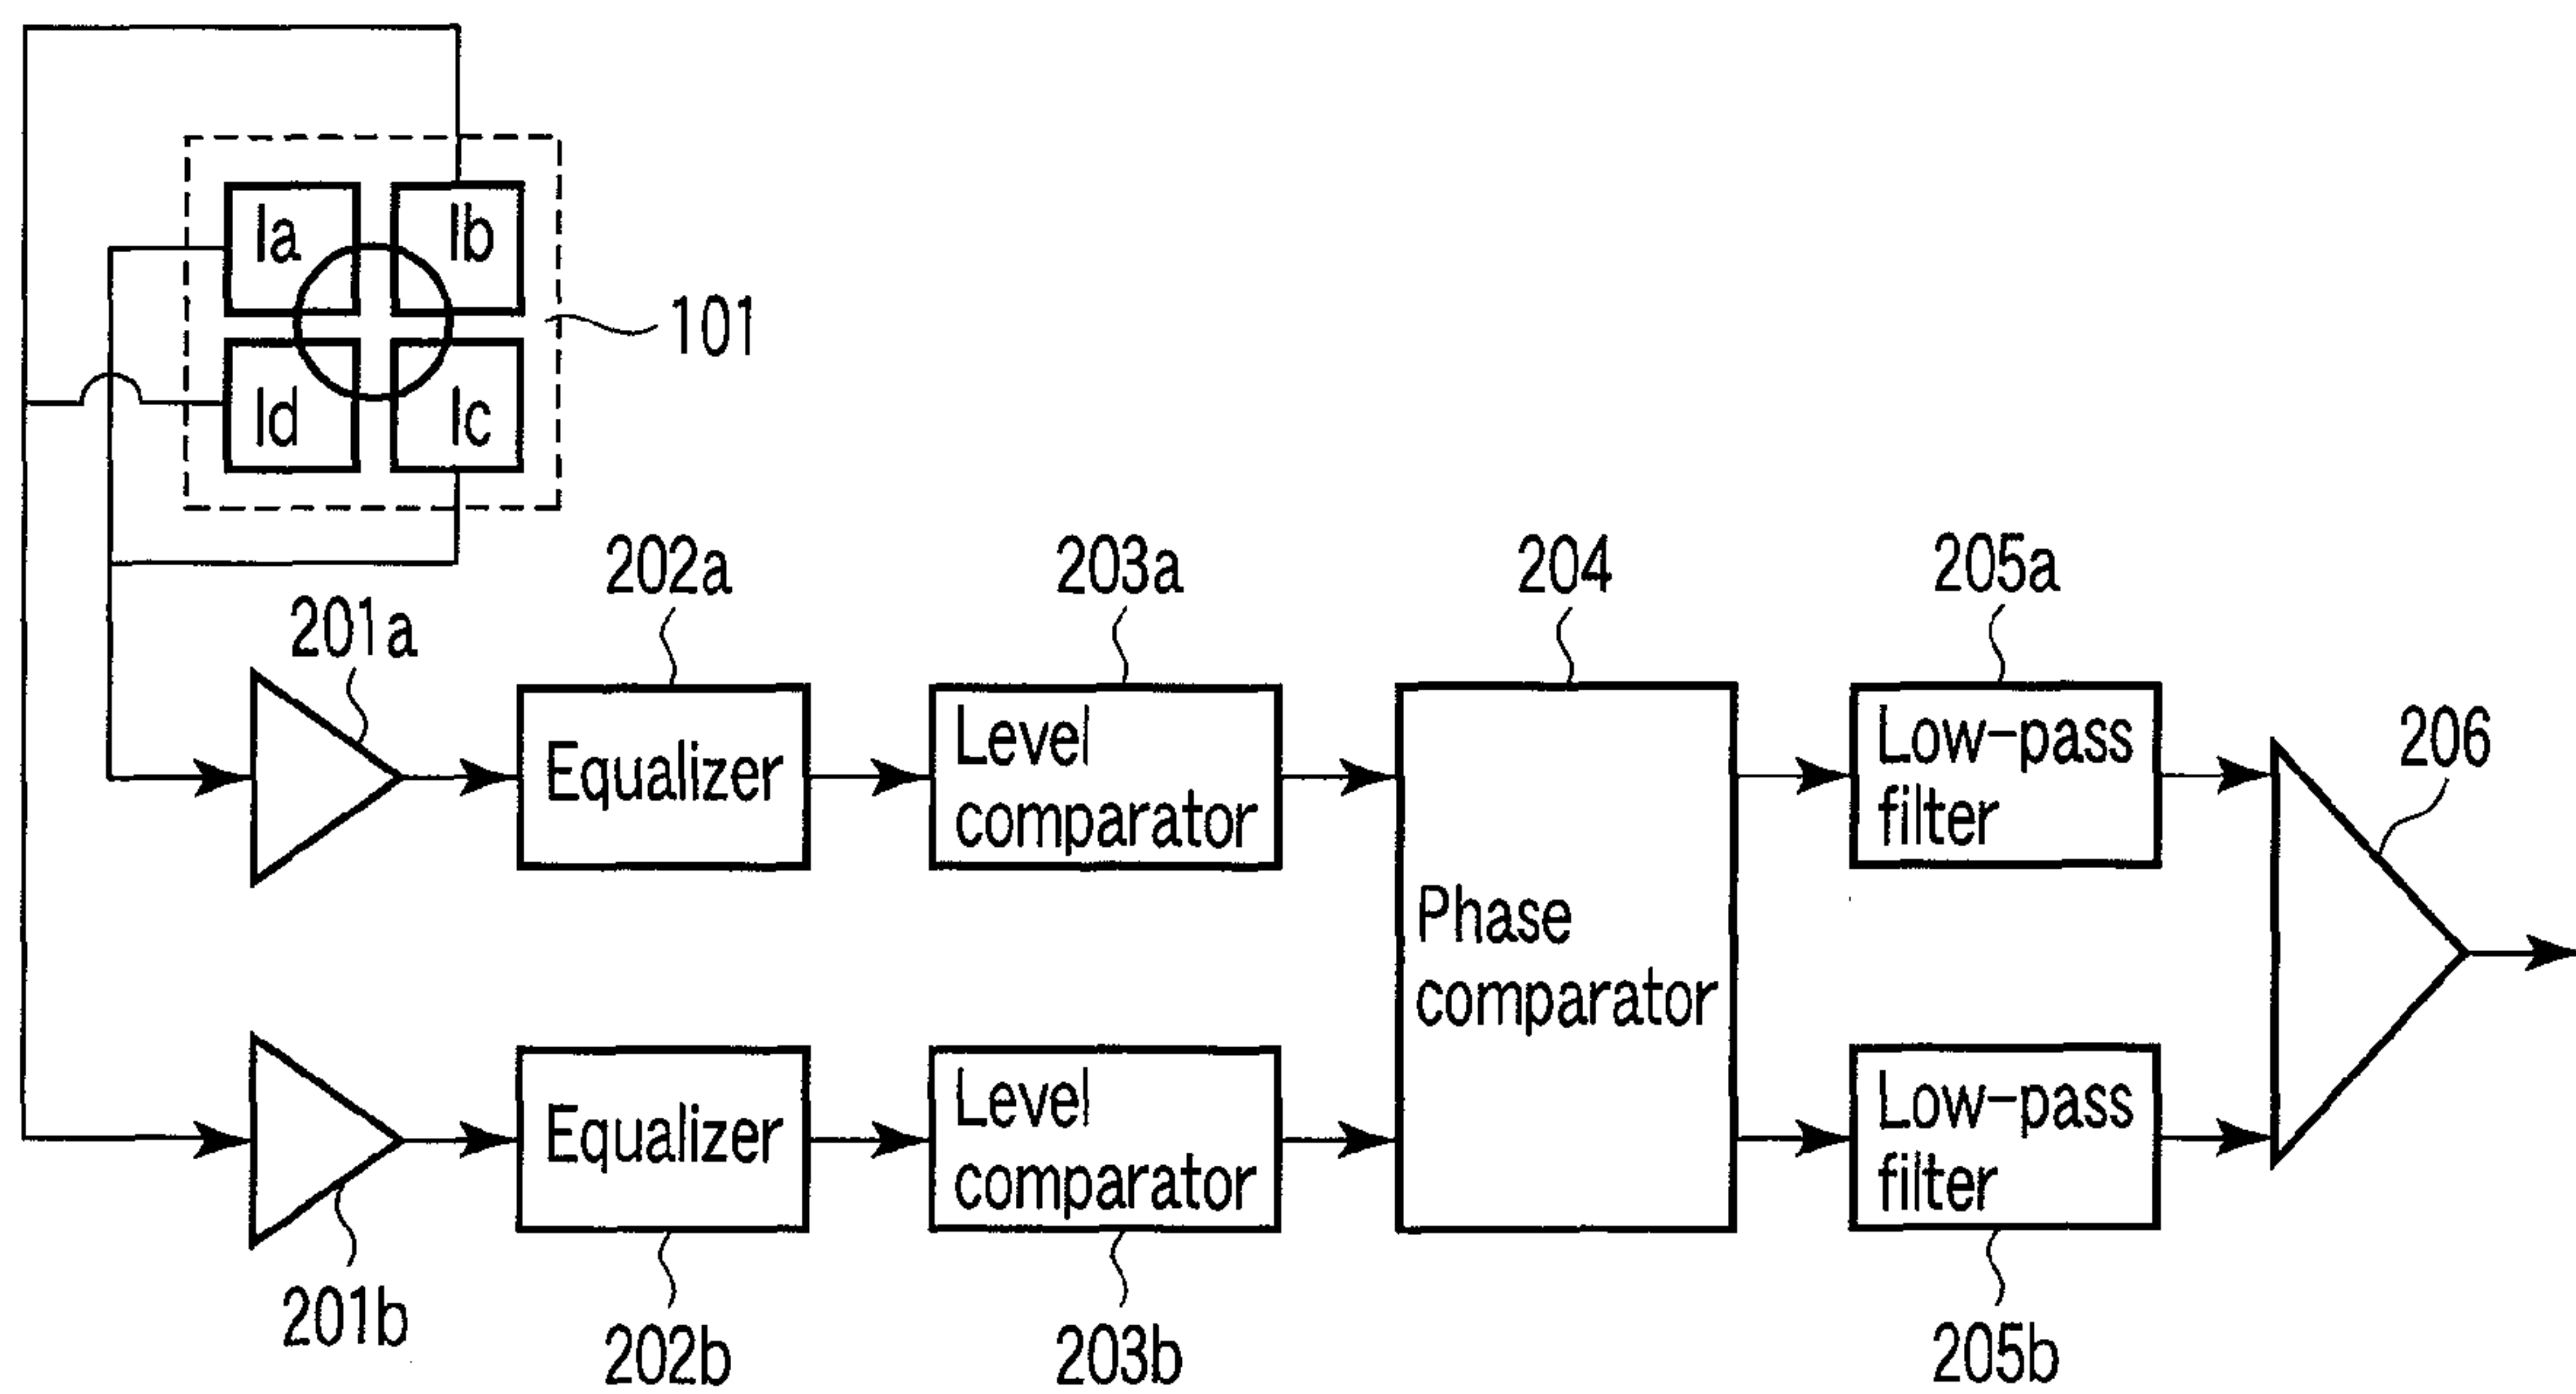 Ia
Ib
101
Id
Ic
202a
203a
204
205a
201a
206
Equalizer
Level
comparator
Low-pass
filter
Phase
comparator
Equalizer
Level
comparator
Low-pass
filter
201b
202b
203b
205b